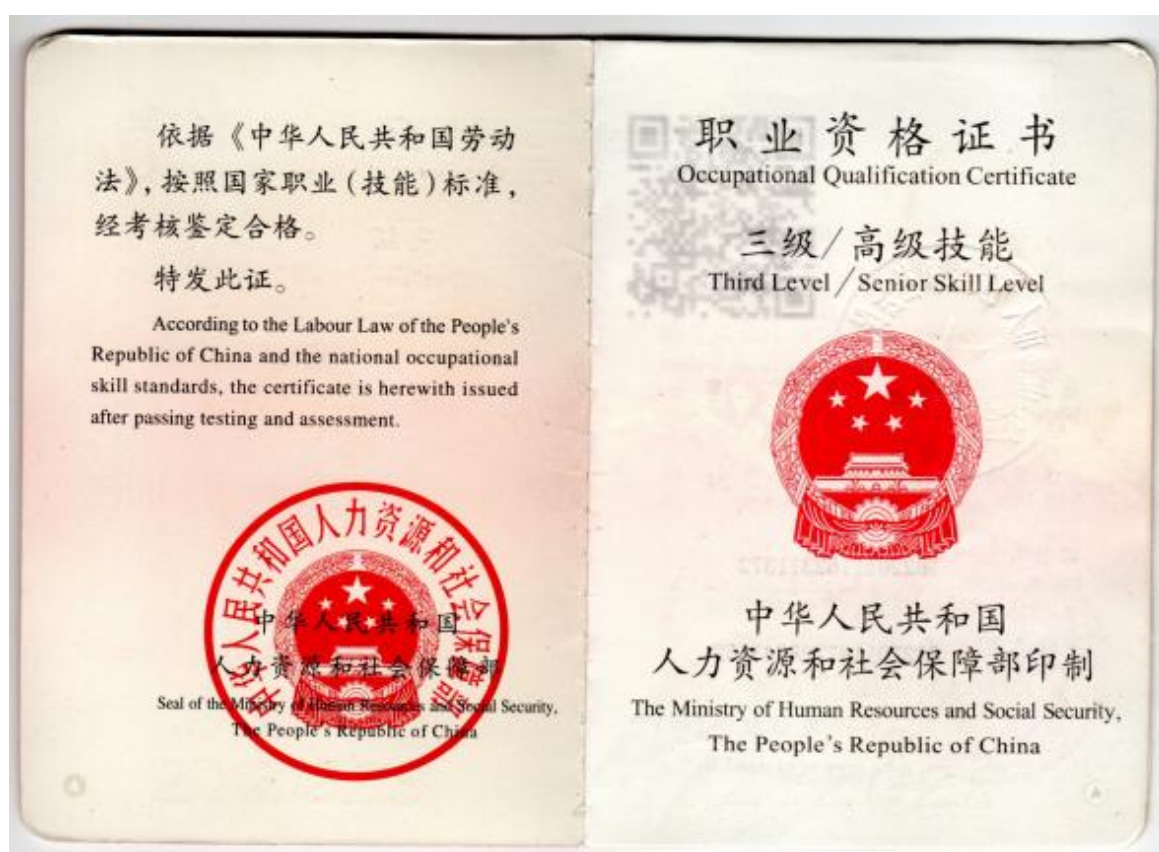 依据《中华人民共和国劳动
法》，按照国家职业（技能）标准，
经考核鉴定合格。
特发此证。
According to the Labour Law of the People's
Republic of China and the national occupational
skill standards, the certificate is herewith issued
after passing testing and assessment.
中华人民共和国人力资源和社会保障部
中华人民共和国
人力资源和社会保障部
Seal of the Ministry of Human Resources and Social Security,
The People's Republic of China
职业资格证书
Occupational Qualification Certificate
三级/高级技能
Third Level/Senior Skill Level
中华人民共和国
人力资源和社会保障部印制
The Ministry of Human Resources and Social Security,
The People's Republic of China